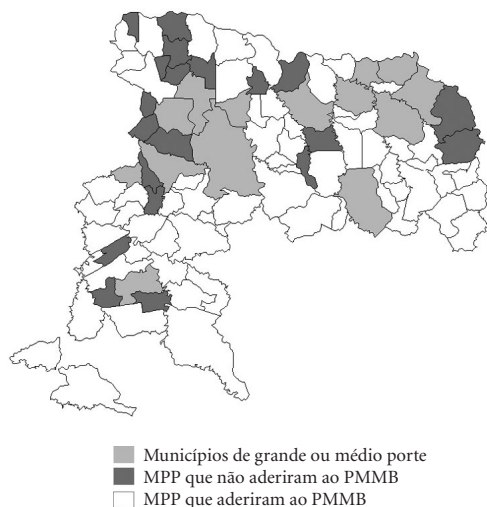 Municípios de grande ou médio porte
MPP que não aderiram ao PMMB
MPP que aderiram ao PMMB